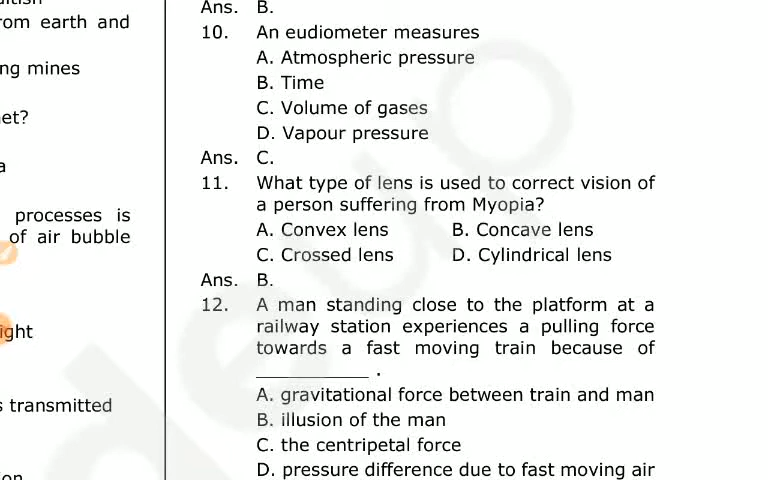 rom earth and
ng mines
et?
a
processes is
of air bubble
ight
transmitted
Ans. B.
10. An eudiometer measures
A. Atmospheric pressure
B. Time
C. Volume of gases
D. Vapour pressure
Ans. C.
11. What type of lens is used to correct vision of
a person suffering from Myopia?
A. Convex lens B. Concave lens
C. Crossed lens D. Cylindrical lens
Ans. B.
12. A man standing close to the platform at a
railway station experiences a pulling force
towards a fast moving train because of
____________ .
A. gravitational force between train and man
B. illusion of the man
C. the centripetal force
D. pressure difference due to fast moving air